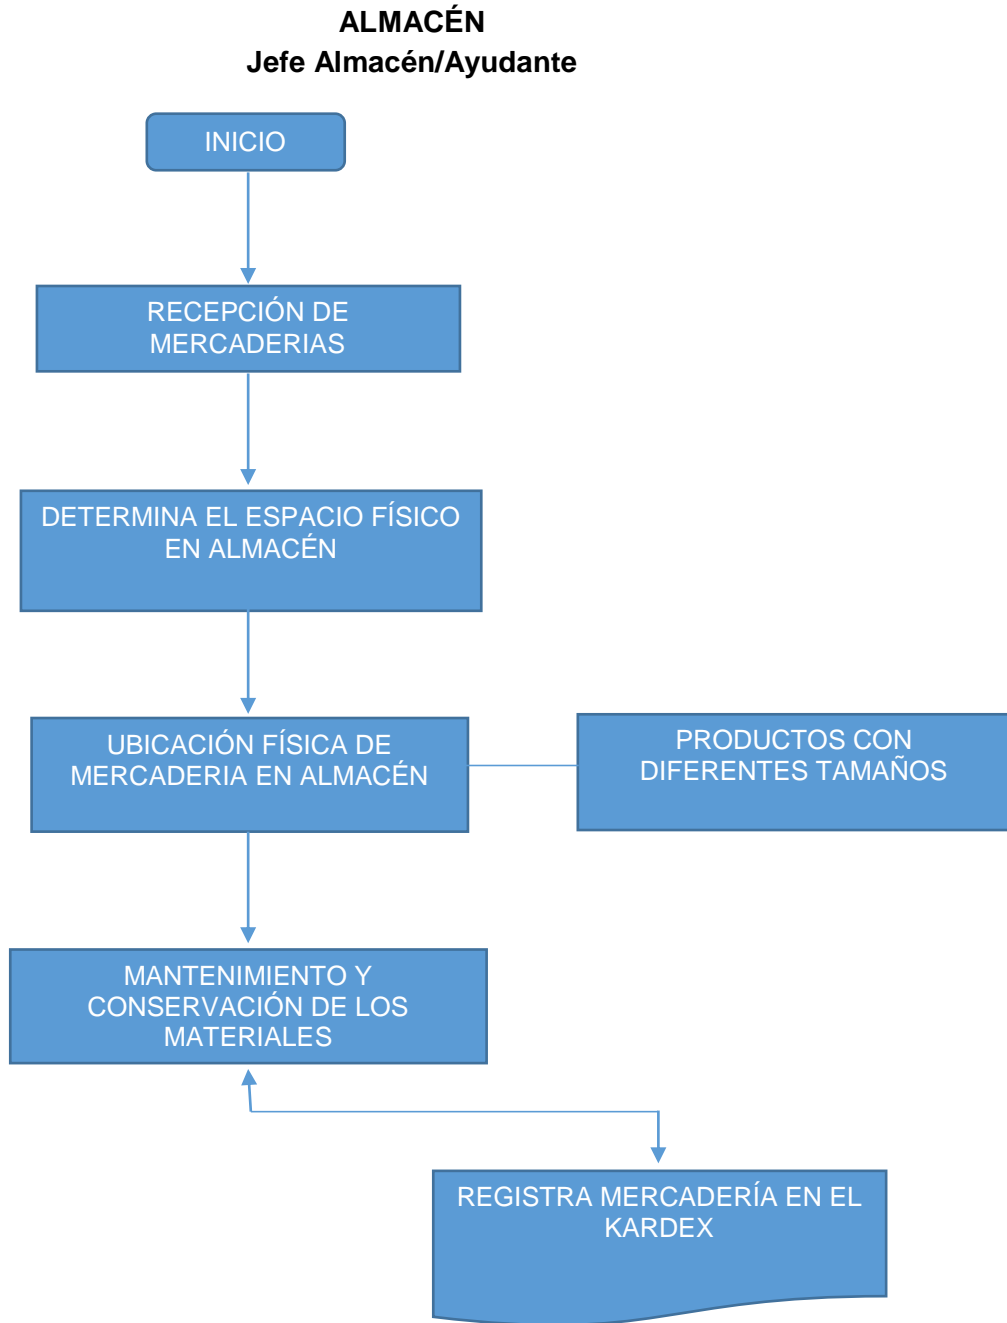 ALMACÉN
Jefe Almacén/Ayudante
INICIO
RECEPCIÓN DE
MERCADERIAS
DETERMINA EL ESPACIO FÍSICO
EN ALMACÉN
UBICACIÓN FÍSICA DE
MERCADERIA EN ALMACÉN
PRODUCTOS CON
DIFERENTES TAMAÑOS
MANTENIMIENTO Y
CONSERVACIÓN DE LOS
MATERIALES
REGISTRA MERCADERÍA EN EL
KARDEX